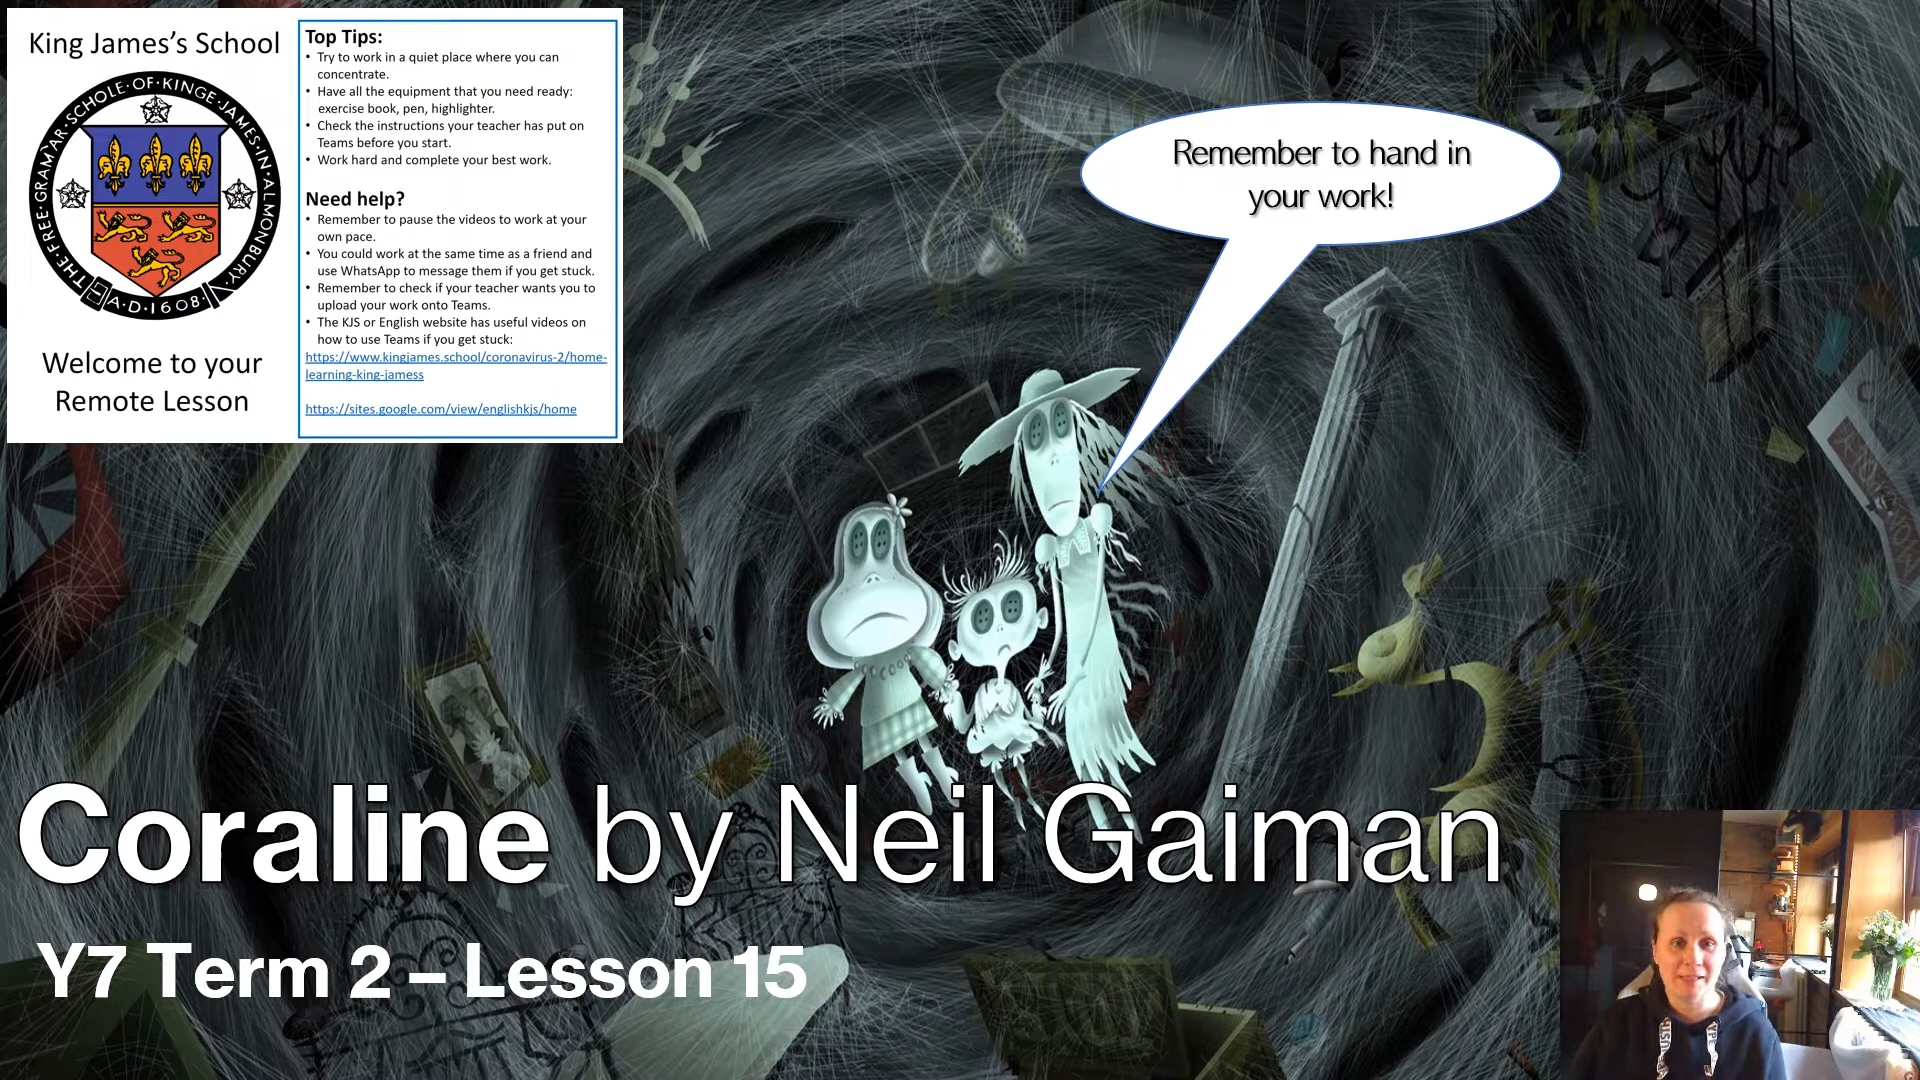 King James's School
THE·FREE·GRAM'AR·SCHOLE·OF·KINGE·JAMES·IN·ALMONBURY·
A·D·1608·
Welcome to your
Remote Lesson
Top Tips:
• Try to work in a quiet place where you can
concentrate.
• Have all the equipment that you need ready:
exercise book, pen, highlighter.
• Check the instructions your teacher has put on
Teams before you start.
• Work hard and complete your best work.
Need help?
• Remember to pause the videos to work at your
own pace.
• You could work at the same time as a friend and
use WhatsApp to message them if you get stuck.
• Remember to check if your teacher wants you to
upload your work onto Teams.
• The KJS or English website has useful videos on
how to use Teams if you get stuck:
https://www.kingjames.school/coronavirus-2/home-
learning-king-jamess
https://sites.google.com/view/englishkjs/home
Remember to hand in
your work!
Coraline by Neil Gaiman
Y7 Term 2 – Lesson 15